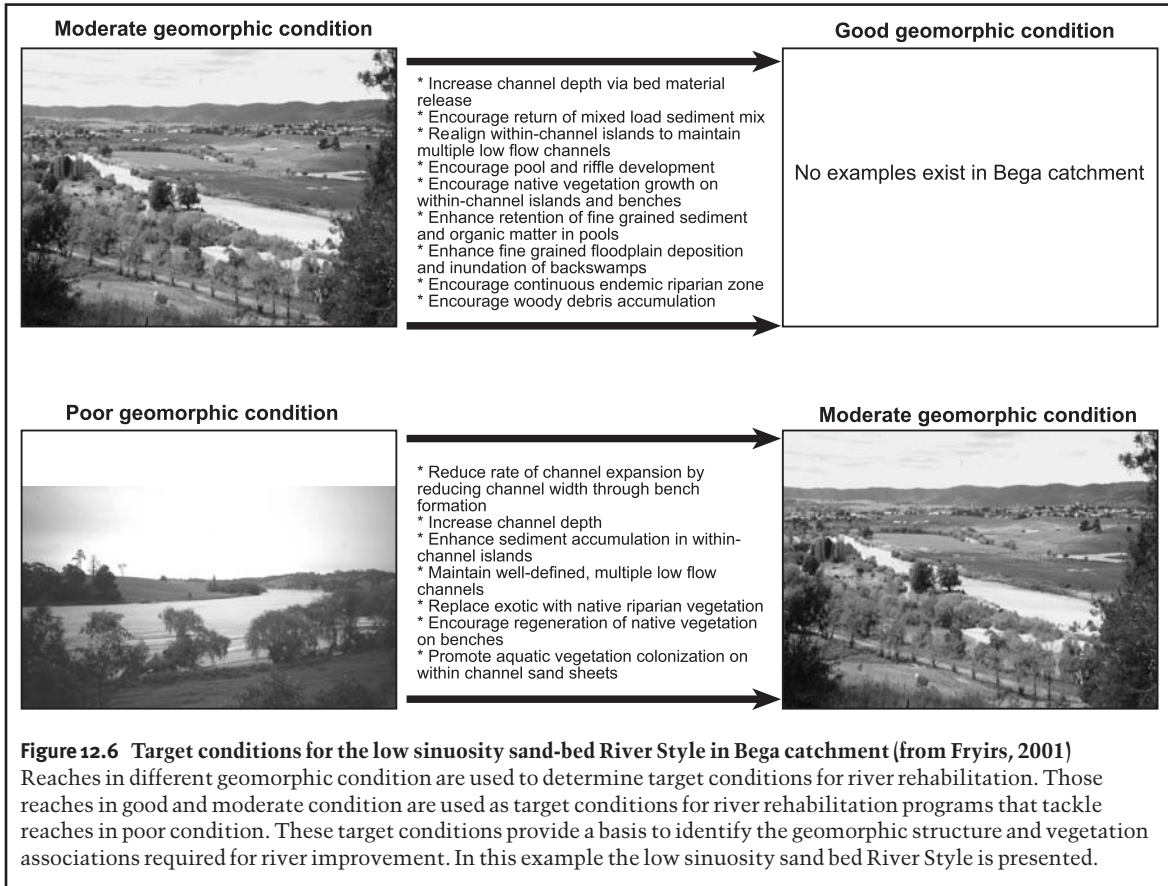 Moderate geomorphic condition
Good geomorphic condition
* Increase channel depth via bed material
release
* Encourage return of mixed load sediment mix
* Realign within-channel islands to maintain
multiple low flow channels
* Encourage pool and riffle development
* Encourage native vegetation growth on
within-channel islands and benches
* Enhance retention of fine grained sediment
and organic matter in pools
* Enhance fine grained floodplain deposition
and inundation of backswamps
* Encourage continuous endemic riparian zone
* Encourage woody debris accumulation
No examples exist in Bega catchment
Poor geomorphic condition
Moderate geomorphic condition
* Reduce rate of channel expansion by
reducing channel width through bench
formation
* Increase channel depth
* Enhance sediment accumulation in within-
channel islands
* Maintain well-defined, multiple low flow
channels
* Replace exotic with native riparian vegetation
* Encourage regeneration of native vegetation
on benches
* Promote aquatic vegetation colonization on
within channel sand sheets
Figure 12.6 Target conditions for the low sinuosity sand-bed River Style in Bega catchment (from Fryirs, 2001)
Reaches in different geomorphic condition are used to determine target conditions for river rehabilitation. Those
reaches in good and moderate condition are used as target conditions for river rehabilitation programs that tackle
reaches in poor condition. These target conditions provide a basis to identify the geomorphic structure and vegetation
associations required for river improvement. In this example the low sinuosity sand bed River Style is presented.